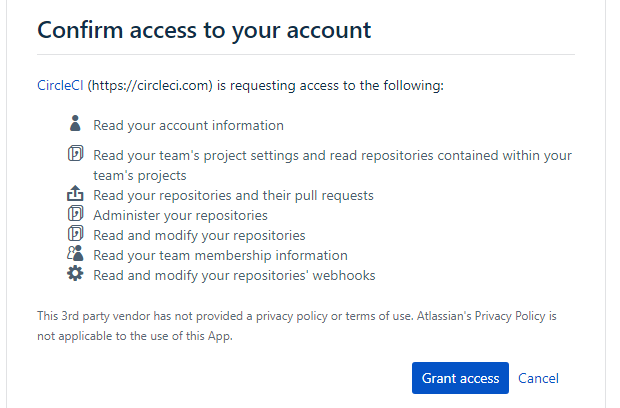 Confirm access to your account
CircleCI (https://circleci.com) is requesting access to the following:
Read your account information
Read your team's project settings and read repositories contained within your
team's projects
Read your repositories and their pull requests
Administer your repositories
Read and modify your repositories
Read your team membership information
Read and modify your repositories' webhooks
This 3rd party vendor has not provided a privacy policy or terms of use. Atlassian's Privacy Policy is
not applicable to the use of this App.
Grant access Cancel